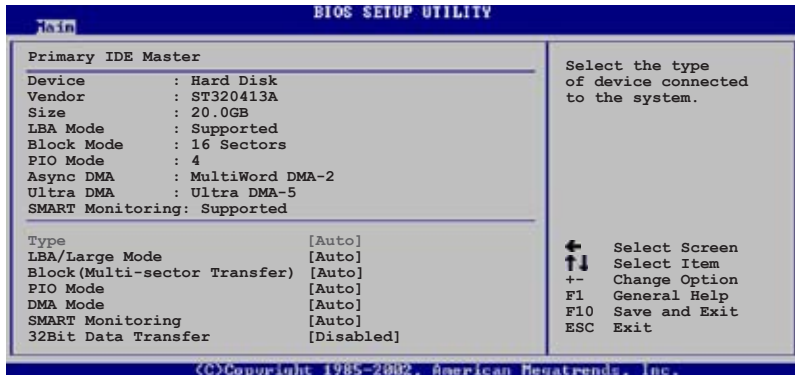 BIOS SETUP UTILITY
Main
Primary IDE Master
Device : Hard Disk
Vendor : ST320413A
Size : 20.0GB
LBA Mode : Supported
Block Mode : 16 Sectors
PIO Mode : 4
Async DMA : MultiWord DMA-2
Ultra DMA : Ultra DMA-5
SMART Monitoring: Supported
Type [Auto]
LBA/Large Mode [Auto]
Block(Multi-sector Transfer) [Auto]
PIO Mode [Auto]
DMA Mode [Auto]
SMART Monitoring [Auto]
32Bit Data Transfer [Disabled]
Select the type
of device connected
to the system.
← Select Screen
↑↓ Select Item
+- Change Option
F1 General Help
F10 Save and Exit
ESC Exit
(C)Copyright 1985-2002, American Megatrends, Inc.